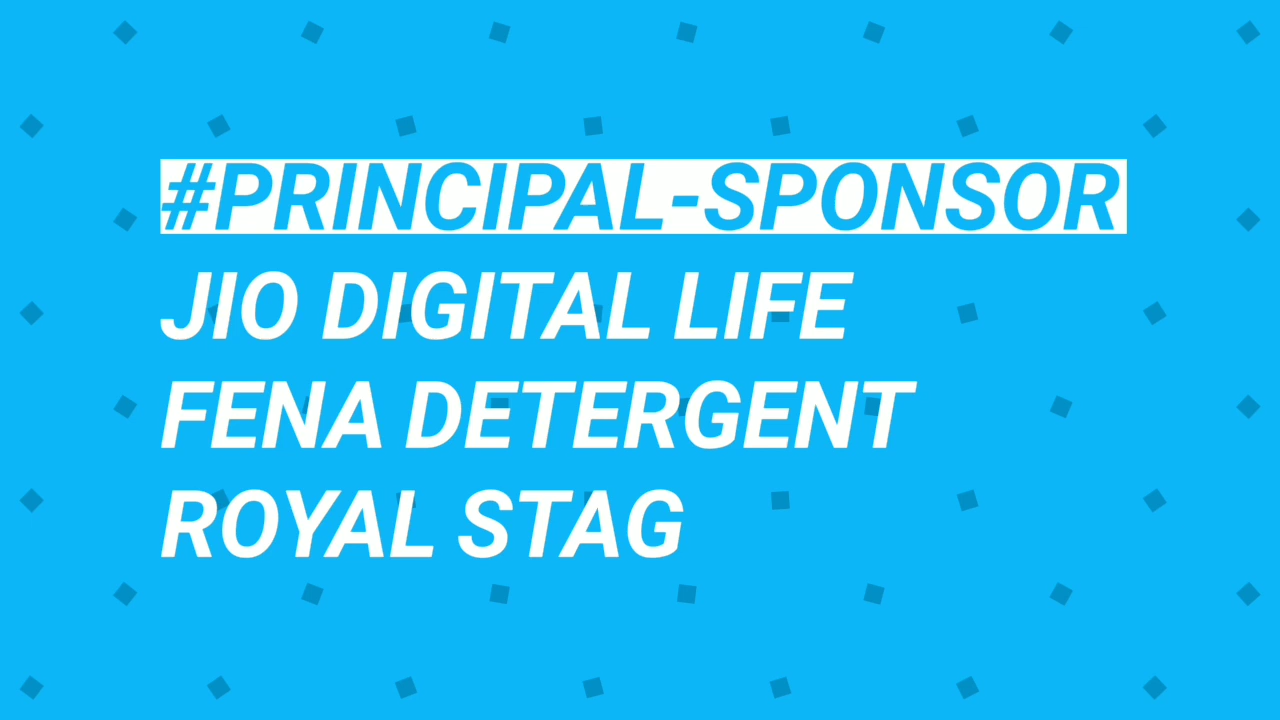 #PRINCIPAL-SPONSOR
JIO DIGITAL LIFE
FENA DETERGENT
ROYAL STAG